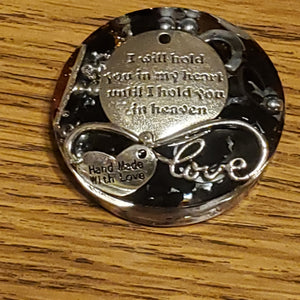 I will hold
you in my heart
until I hold you
in heaven
love
Hand Made
With Love